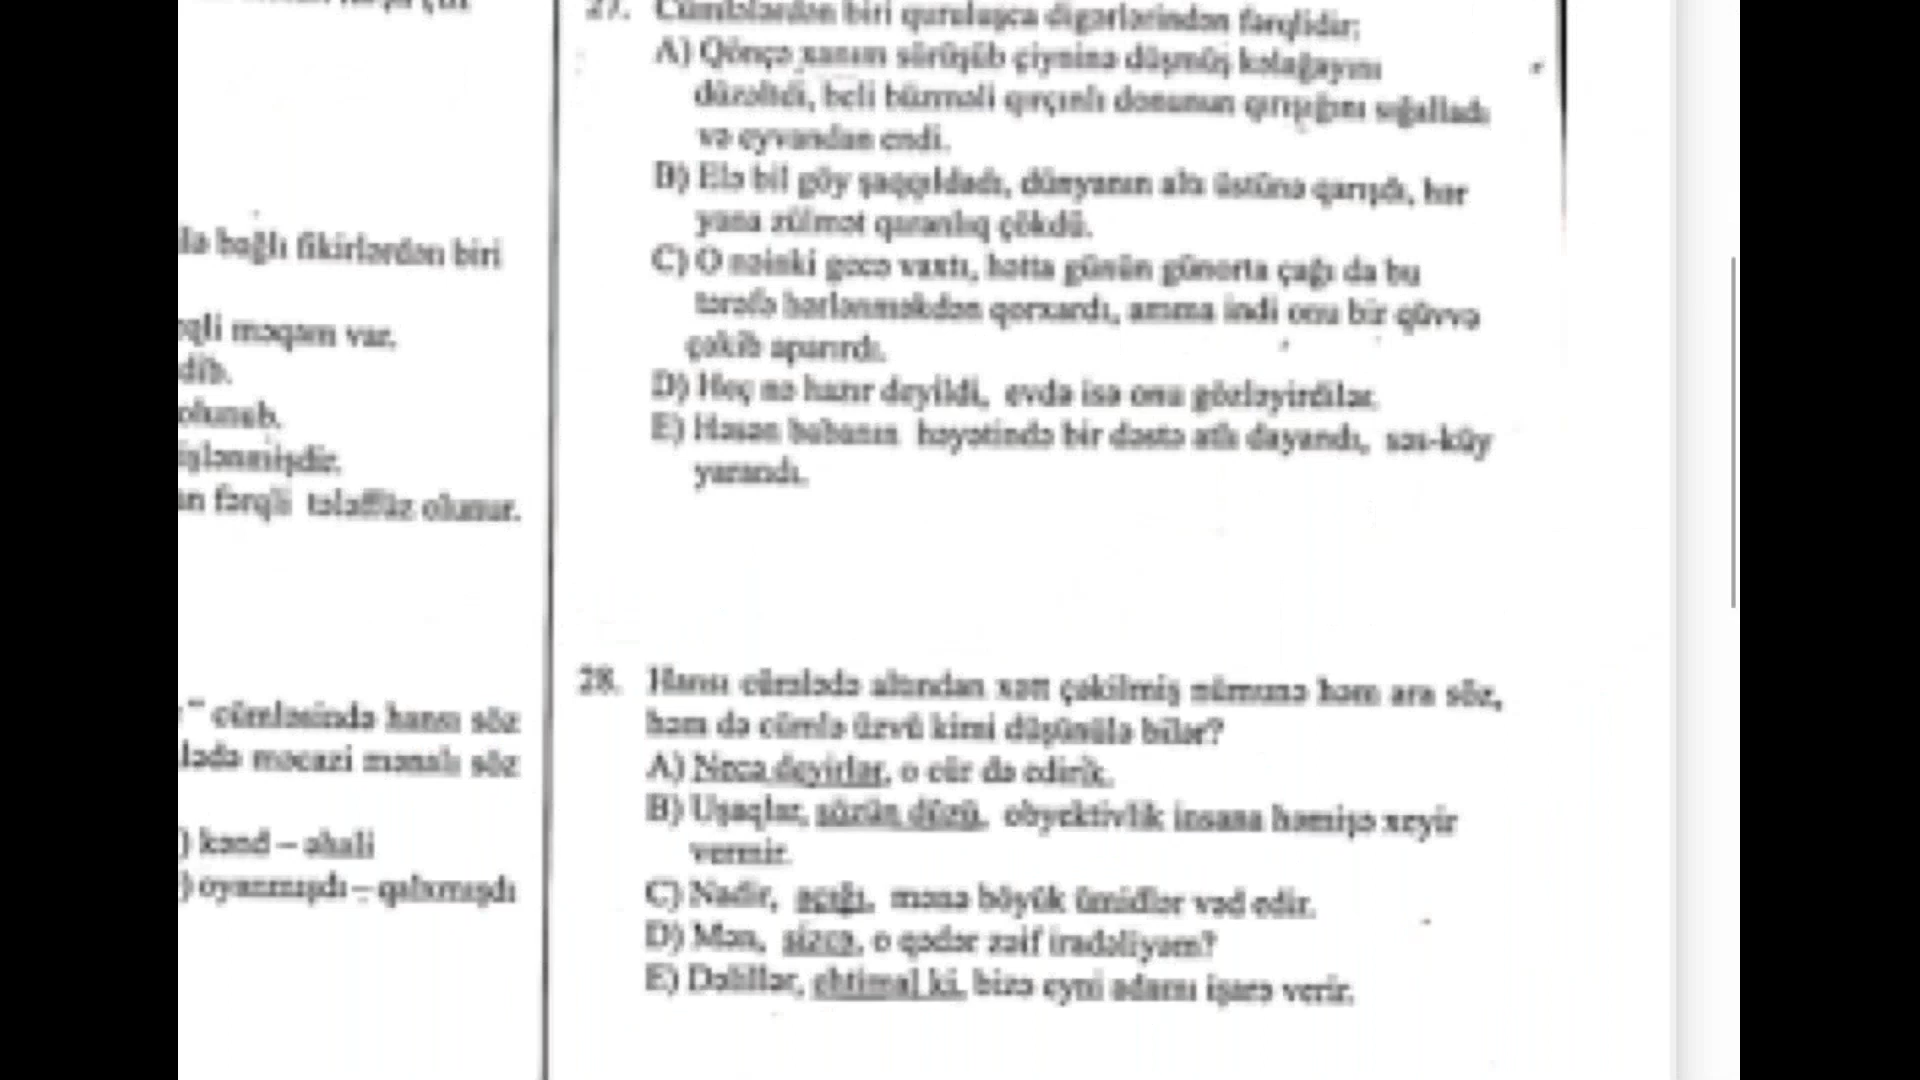 lə bağlı fikirlərdən biri
qli məqam var.
dib.
olunub.
işlənmişdir.
n fərqli tələffüz olunur.
" cümləsində hansı söz
lədə məcazi mənalı söz
) kənd – əhali
) oyanmışdı – qalxmışdı
27. Cümlələrdən biri quruluşca digərlərindən fərqlidir:
A) Qönçə xanım sürüşüb çiyninə düşmüş kəlağayını
düzəltdi, beli büzməli qırçınlı donunun qırışığını sığalladı
və eyvandan endi.
B) Elə bil göy şaqqıldadı, dünyanın altı üstünə qarışdı, hər
yana zülmət qaranlıq çökdü.
C) O nəinki gecə vaxtı, hətta günün günorta çağı da bu
tərəfə hərlənməkdən qorxardı, amma indi onu bir qüvvə
çəkib aparırdı.
D) Heç nə hazır deyildi, evdə isə onu gözləyirdilər.
E) Həsən babanın həyətində bir dəstə atlı dayandı, səs-küy
yarandı.
28. Hansı cümlədə altından xətt çəkilmiş nümunə həm ara söz,
həm də cümlə üzvü kimi düşünülə bilər?
A) Necə deyirlər, o cür də edirik.
B) Uşaqlar, sözün düzü, obyektivlik insana həmişə xeyir
vermir.
C) Nadir, açığı, mənə böyük ümidlər vəd edir.
D) Mən, sizcə, o qədər zəif iradəliyəm?
E) Dəlillər, ehtimal ki, bizə eyni adamı işarə verir.